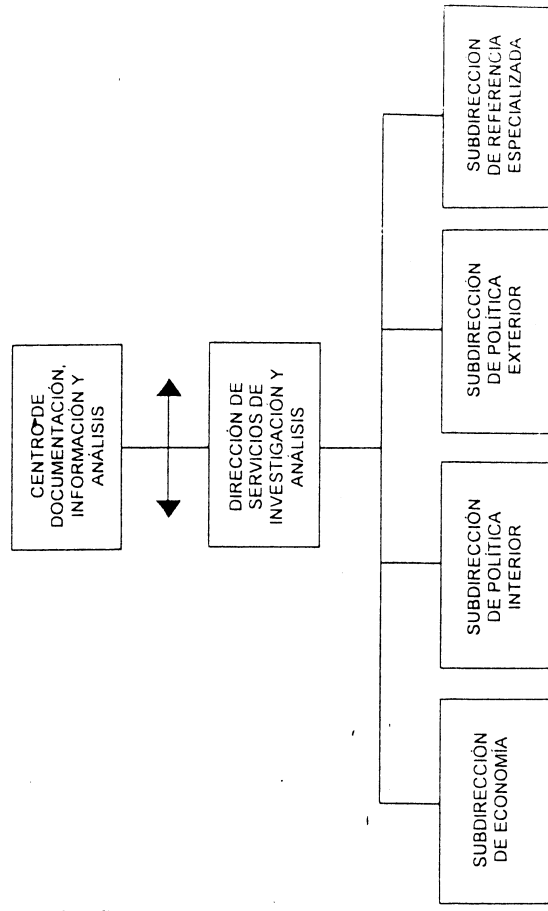 CENTRO DE
DOCUMENTACIÓN,
INFORMACIÓN Y
ANÁLISIS
DIRECCIÓN DE
SERVICIOS DE
INVESTIGACIÓN Y
ANÁLISIS
SUBDIRECCIÓN
DE ECONOMÍA
SUBDIRECCIÓN
DE POLÍTICA
INTERIOR
SUBDIRECCIÓN
DE POLÍTICA
EXTERIOR
SUBDIRECCION
DE REFERENCIA
ESPECIALIZADA